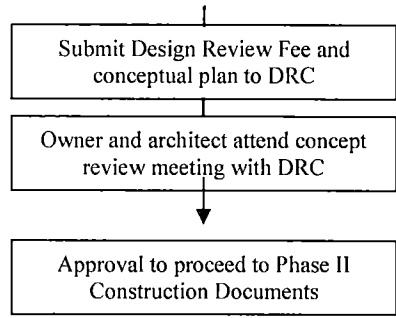 Submit Design Review Fee and
conceptual plan to DRC
Owner and architect attend concept
review meeting with DRC
Approval to proceed to Phase II
Construction Documents